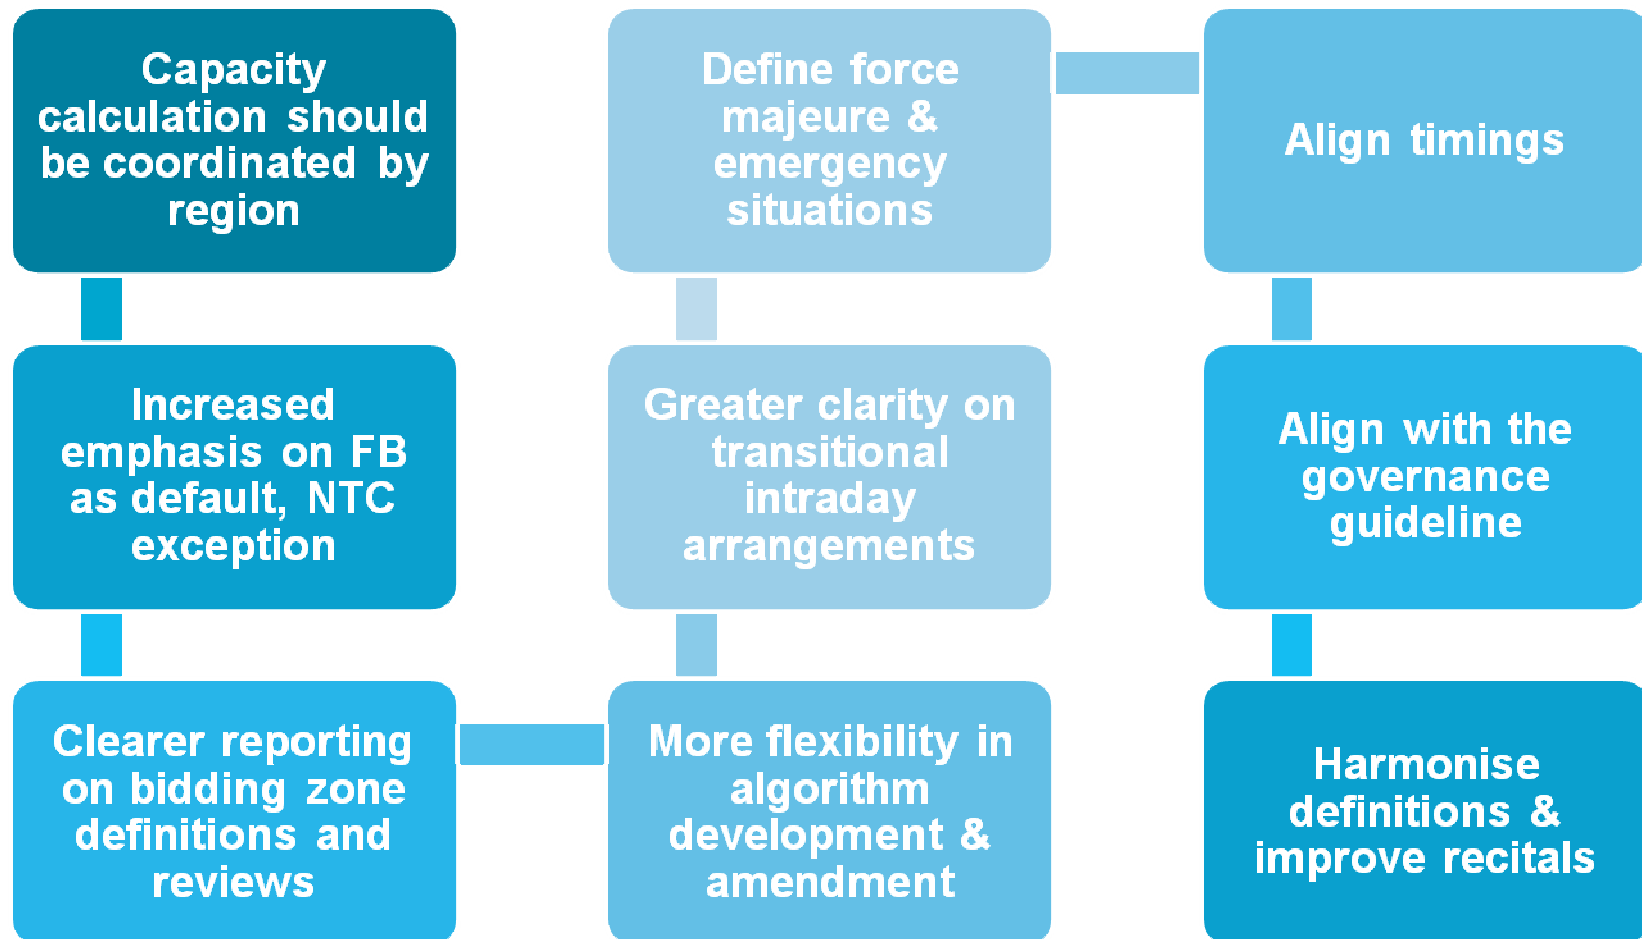 Capacity
calculation should
be coordinated by
region
Increased
emphasis on FB
as default, NTC
exception
Clearer reporting
on bidding zone
definitions and
reviews
More flexibility in
algorithm
development &
amendment
Greater clarity on
transitional
intraday
arrangements
Define force
majeure &
emergency
situations
Align timings
Align with the
governance
guideline
Harmonise
definitions &
improve recitals